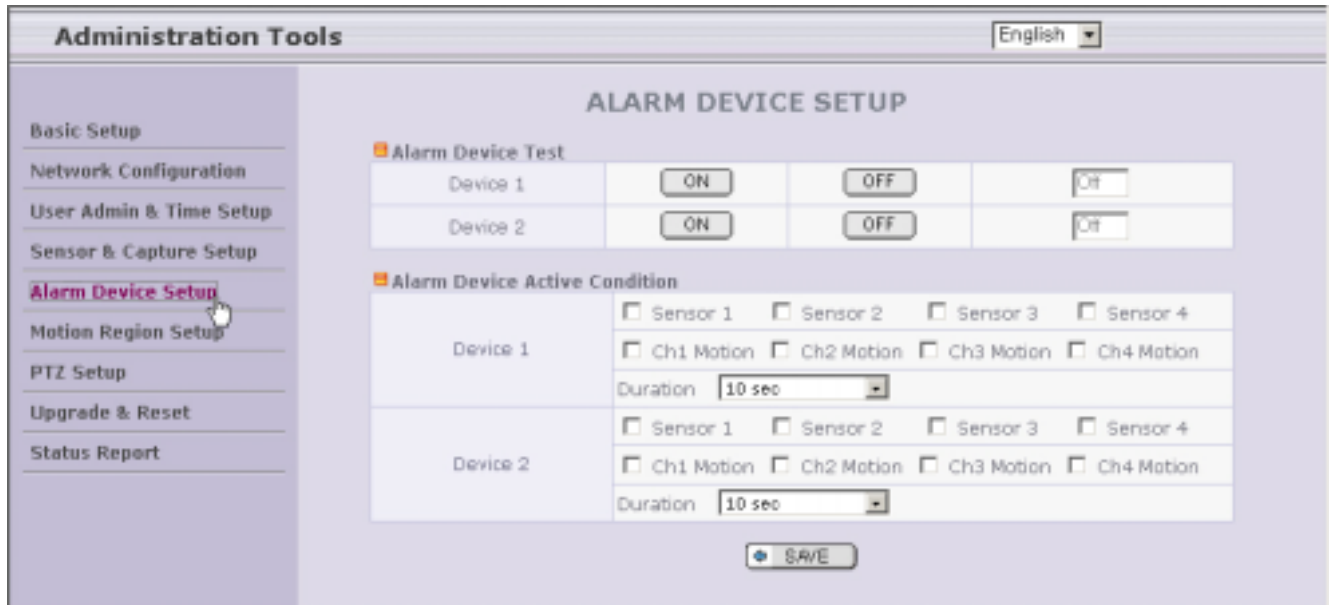 Administration Tools
English
Basic Setup
Network Configuration
User Admin & Time Setup
Sensor & Capture Setup
Alarm Device Setup
Motion Region Setup
PTZ Setup
Upgrade & Reset
Status Report
ALARM DEVICE SETUP
Alarm Device Test
Device 1 ON OFF Off
Device 2 ON OFF Off
Alarm Device Active Condition
Device 1
Sensor 1 Sensor 2 Sensor 3 Sensor 4
Ch1 Motion Ch2 Motion Ch3 Motion Ch4 Motion
Duration 10 sec
Device 2
Sensor 1 Sensor 2 Sensor 3 Sensor 4
Ch1 Motion Ch2 Motion Ch3 Motion Ch4 Motion
Duration 10 sec
SAVE